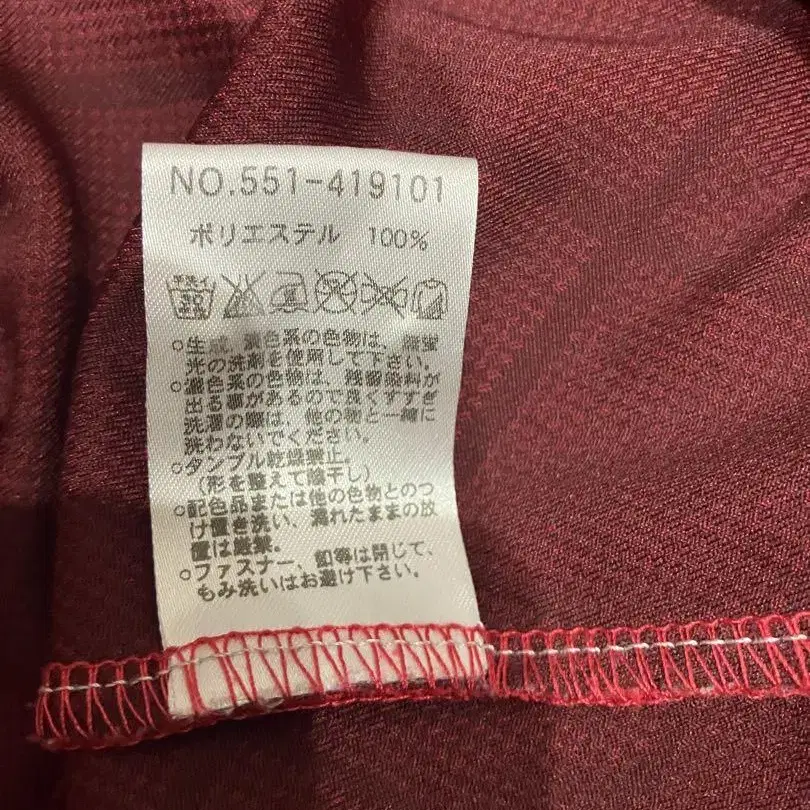 NO.551-419101
ポリエステル 100%
手洗イ
30
○生成、淡色系の色物は、無蛍
光の洗剤を使用して下さい。
○濃色系の色物は、残留染料が
出る事があるので良くすすぎ
洗濯の際は、他の物と一緒に
洗わないでください。
○タンブル乾燥禁止。
(形を整えて陰干し)
○配色品または他の色物とのつ
け置き洗い、濡れたままの放
置は厳禁。
○ファスナー、釦等は閉じて、
もみ洗いはお避け下さい。